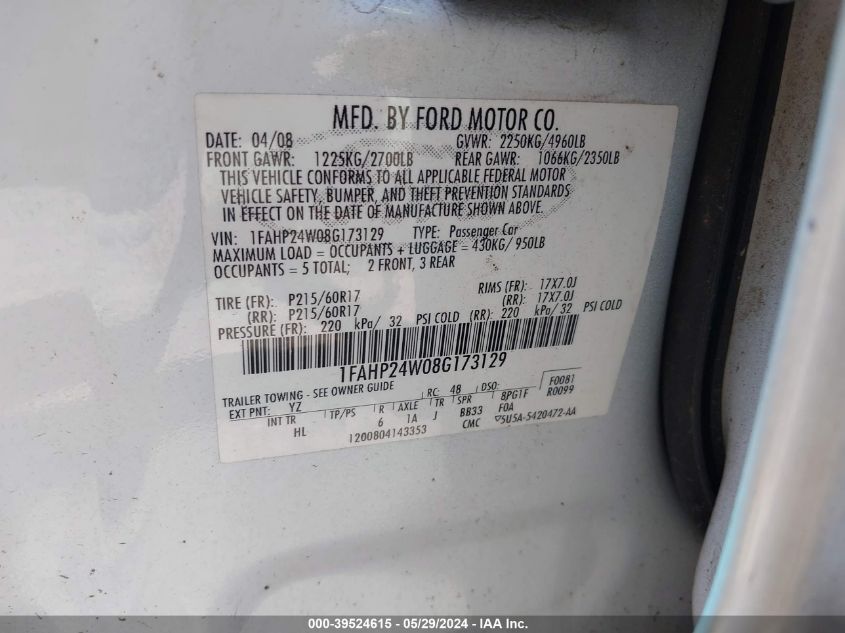 MFD. BY FORD MOTOR CO.
DATE: 04/08 GVWR: 2250KG/4960LB
FRONT GAWR: 1225KG/2700LB REAR GAWR: 1066KG/2350LB
THIS VEHICLE CONFORMS TO ALL APPLICABLE FEDERAL MOTOR
VEHICLE SAFETY, BUMPER, AND THEFT PREVENTION STANDARDS
IN EFFECT ON THE DATE OF MANUFACTURE SHOWN ABOVE.
VIN: 1FAHP24W08G173129 TYPE: Passenger Car
MAXIMUM LOAD = OCCUPANTS + LUGGAGE = 430KG/ 950LB
OCCUPANTS = 5 TOTAL; 2 FRONT, 3 REAR
TIRE (FR): P215/60R17 RIMS (FR): 17X7.0J
(RR): P215/60R17 (RR): 17X7.0J
PRESSURE (FR): 220 kPa/ 32 PSI COLD (RR): 220 kPa/ 32 PSI COLD
1FAHP24W08G173129
TRAILER TOWING - SEE OWNER GUIDE RC: 48 DSO: F0081
EXT PNT: YZ R0099
INT TR TP/PS R AXLE TR SPR 8PG1F
HL 6 1A J BB33 F0A
1200804143353 CMC ▽5U5A-5420472-AA
000-39524615 - 05/29/2024 - IAA Inc.